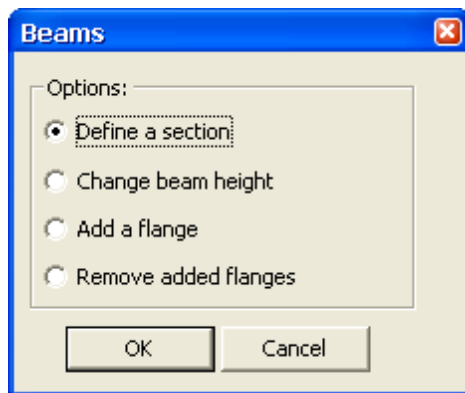 Beams
Options:
Define a section
Change beam height
Add a flange
Remove added flanges
OK
Cancel